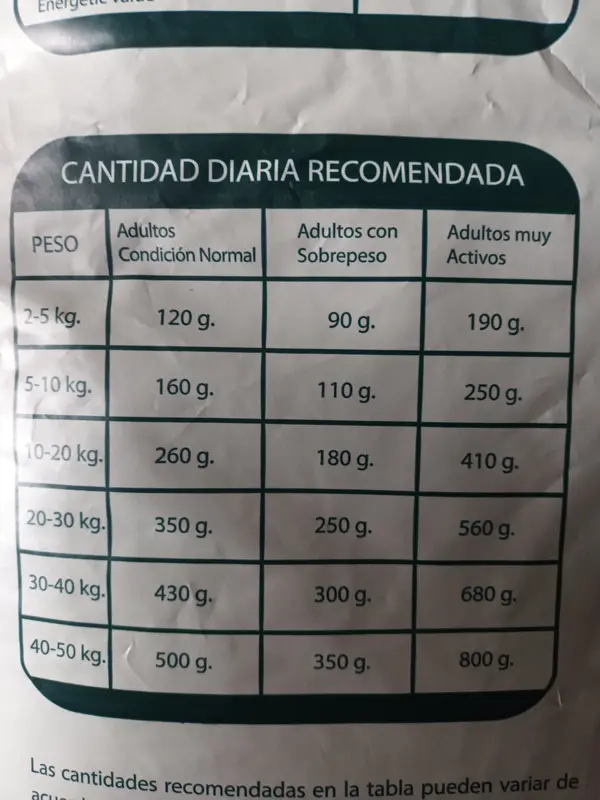 Energetic
CANTIDAD DIARIA RECOMENDADA
PESO Adultos Condición Normal Adultos con Sobrepeso Adultos muy Activos
2-5 kg. 120 g. 90 g. 190 g.
5-10 kg. 160 g. 110 g. 250 g.
10-20 kg. 260 g. 180 g. 410 g.
20-30 kg. 350 g. 250 g. 560 g.
30-40 kg. 430 g. 300 g. 680 g.
40-50 kg. 500 g. 350 g. 800 g.
Las cantidades recomendadas en la tabla pueden variar de